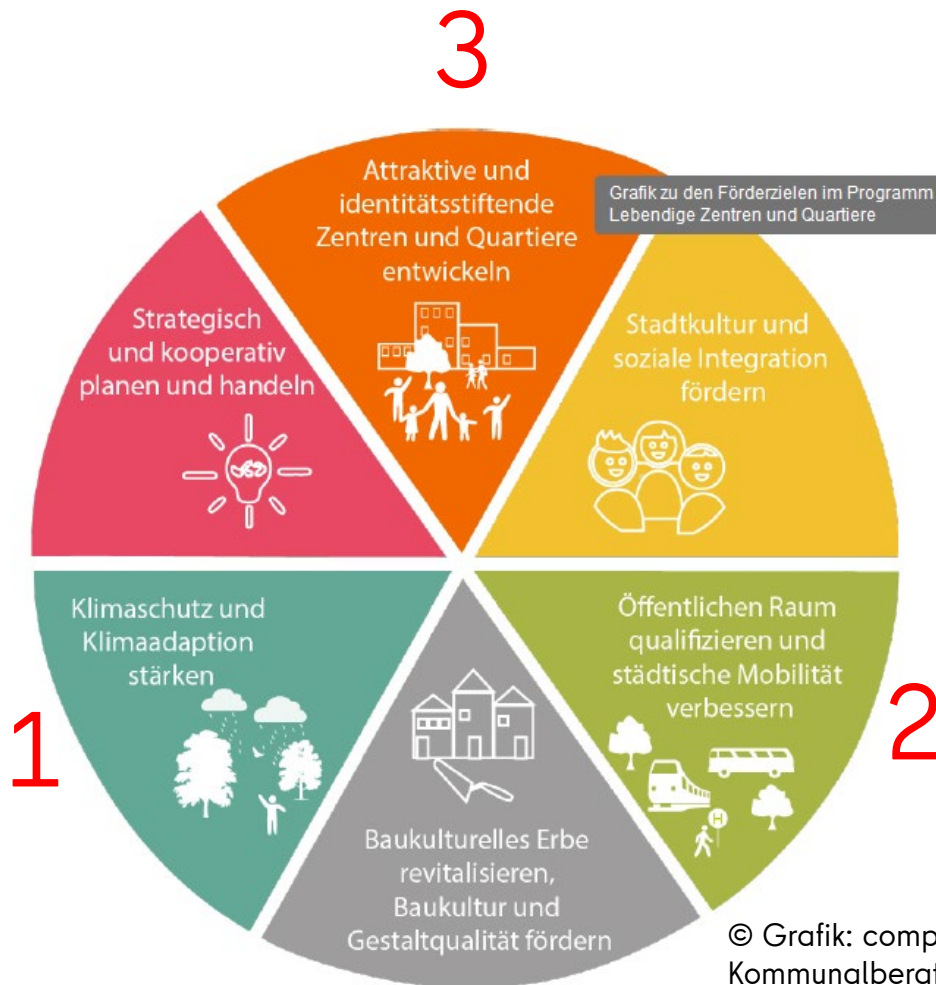 3
Attraktive und
identitätsstiftende
Zentren und Quartiere
entwickeln
Grafik zu den Förderzielen im Programm
Lebendige Zentren und Quartiere
Strategisch
und kooperativ
planen und handeln
Stadtkultur und
soziale Integration
fördern
Klimaschutz und
Klimaadaption
stärken
1
Öffentlichen Raum
qualifizieren und
städtische Mobilität
verbessern
H
2
Baukulturelles Erbe
revitalisieren,
Baukultur und
Gestaltqualität fördern
© Grafik: comp
Kommunalberat